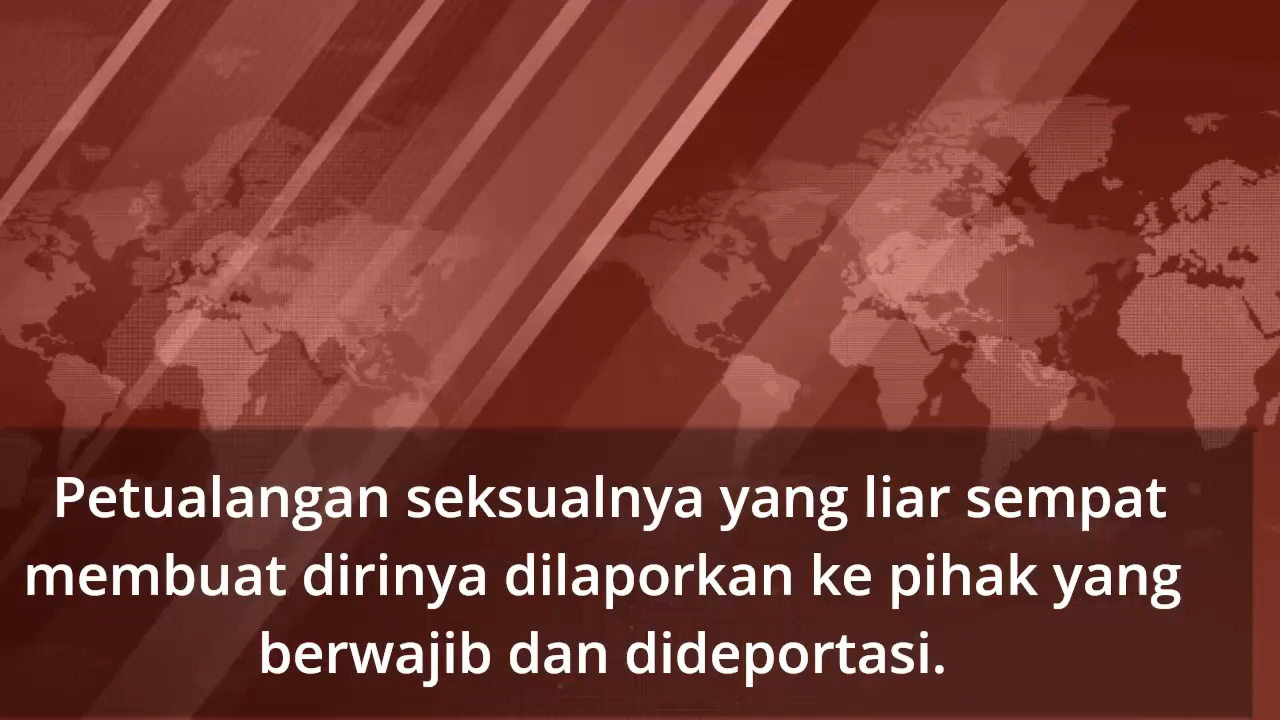 Petualangan seksualnya yang liar sempat
membuat dirinya dilaporkan ke pihak yang
berwajib dan dideportasi.